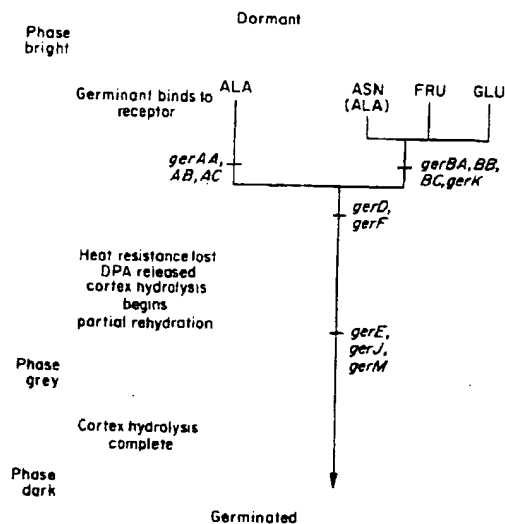 Phase
bright
Dormant
Germinant binds to
receptor
ALA
ASN
(ALA)
FRU
GLU
gerAA,
AB, AC
gerBA, BB,
BC, gerK
gerD,
gerF
Heat resistance lost
DPA released
cortex hydrolysis
begins
partial rehydration
gerE,
gerJ,
gerM
Phase
grey
Cortex hydrolysis
complete
Phase
dark
Germinated